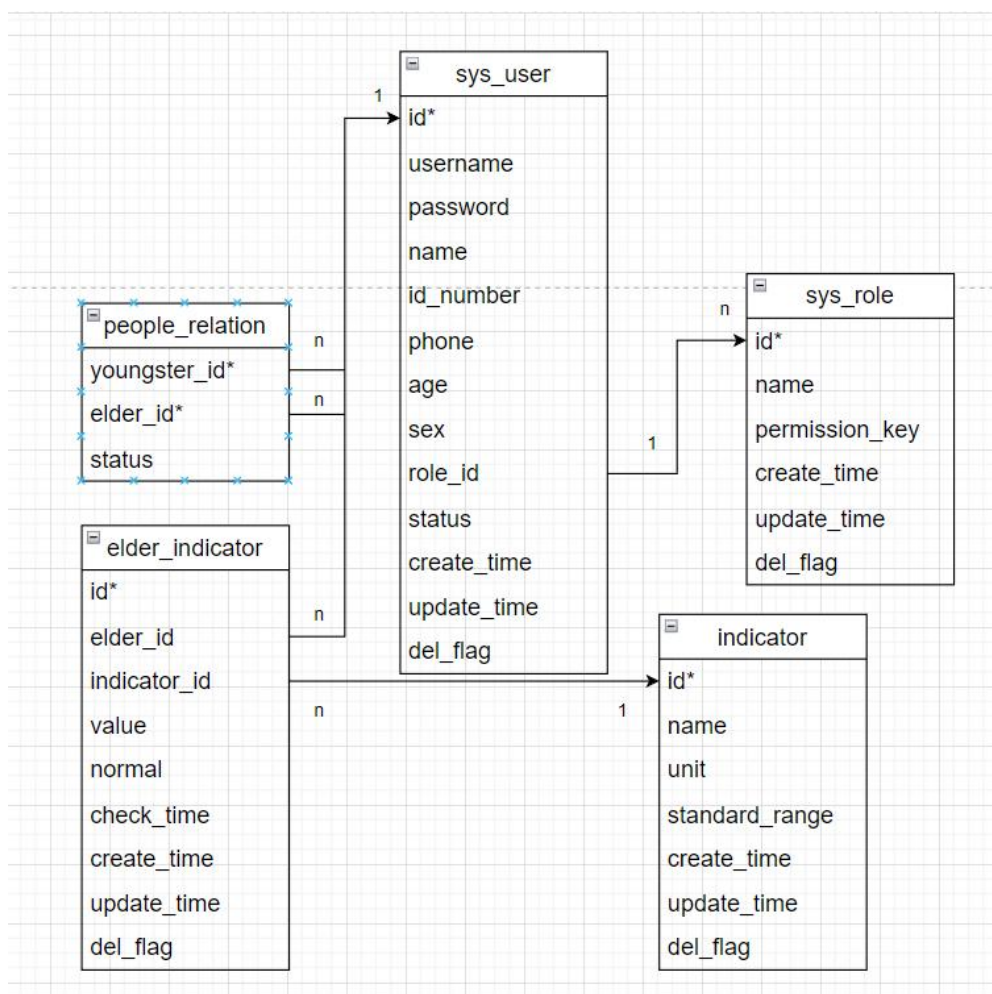 sys_user
1
id*
username
password
name
id_number
phone
age
sex
role_id
status
create_time
update_time
del_flag
people_relation
youngster_id*
elder_id*
status
n
n
elder_indicator
id*
elder_id
indicator_id
value
normal
check_time
create_time
update_time
del_flag
n
n
1
sys_role
n
1
id*
name
permission_key
create_time
update_time
del_flag
indicator
id*
name
unit
standard_range
create_time
update_time
del_flag